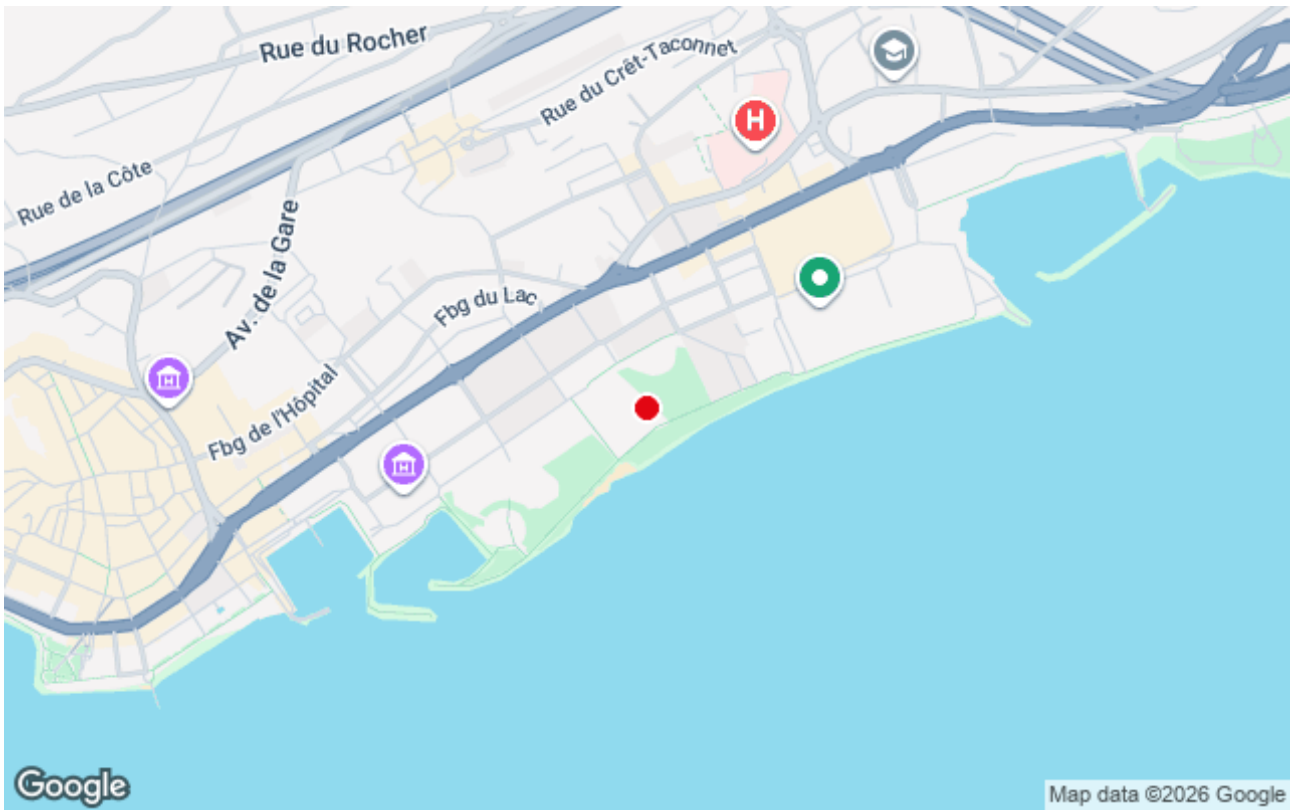 Rue du Rocher
Rue du Crêt-Taconnet
H
Rue de la Côte
Av. de la Gare
Fbg du Lac
Fbg de l'Hôpital
Google
Map data ©2026 Google